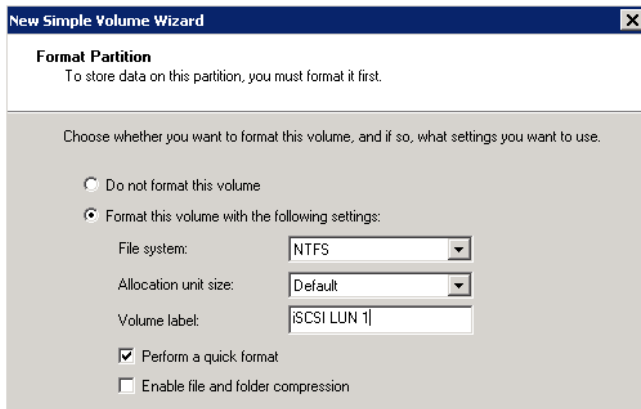 New Simple Volume Wizard
Format Partition
To store data on this partition, you must format it first.
Choose whether you want to format this volume, and if so, what settings you want to use.
Do not format this volume
Format this volume with the following settings:
File system: NTFS
Allocation unit size: Default
Volume label: iSCSI LUN 1
Perform a quick format
Enable file and folder compression